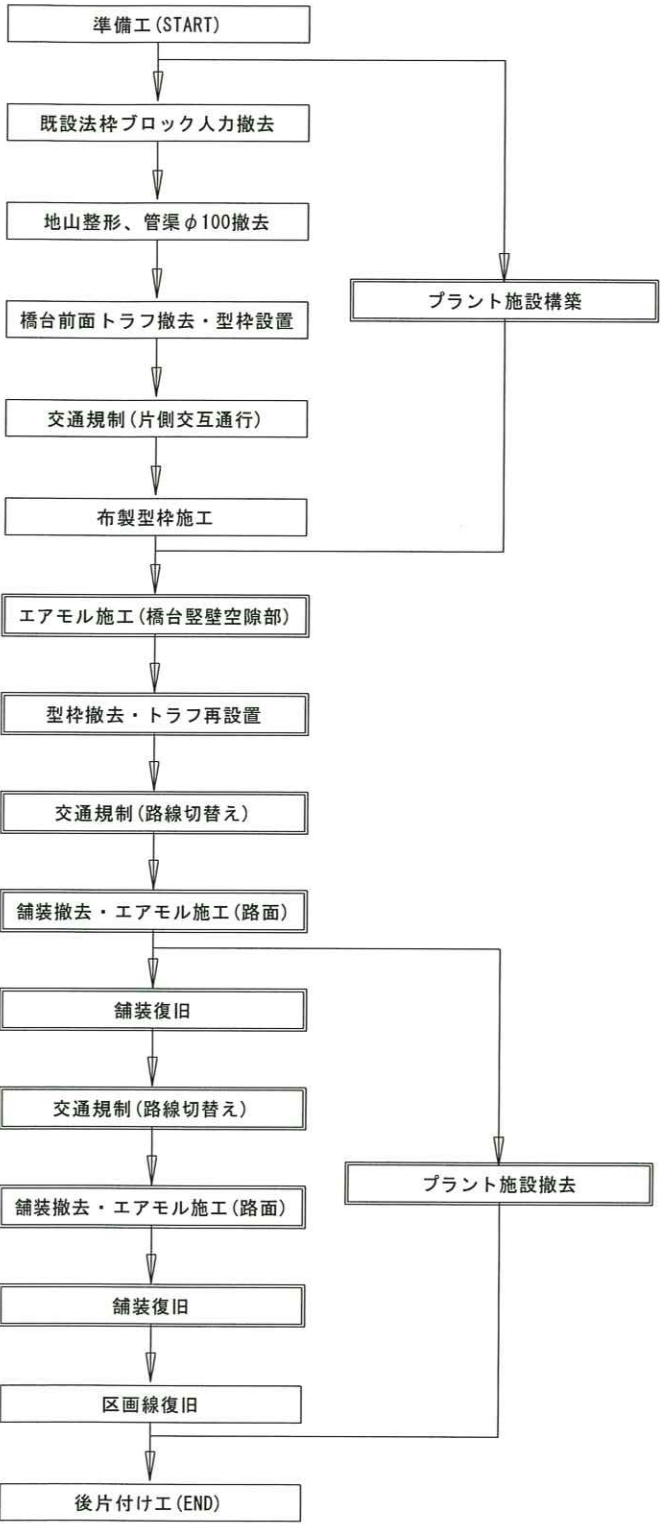 準備工(START)
既設法枠ブロック人力撤去
地山整形、管渠φ100撤去
プラント施設構築
橋台前面トラフ撤去・型枠設置
交通規制(片側交互通行)
布製型枠施工
エアモル施工(橋台竪壁空隙部)
型枠撤去・トラフ再設置
交通規制(路線切替え)
舗装撤去・エアモル施工(路面)
舗装復旧
交通規制(路線切替え)
プラント施設撤去
舗装撤去・エアモル施工(路面)
舗装復旧
区画線復旧
後片付け工(END)